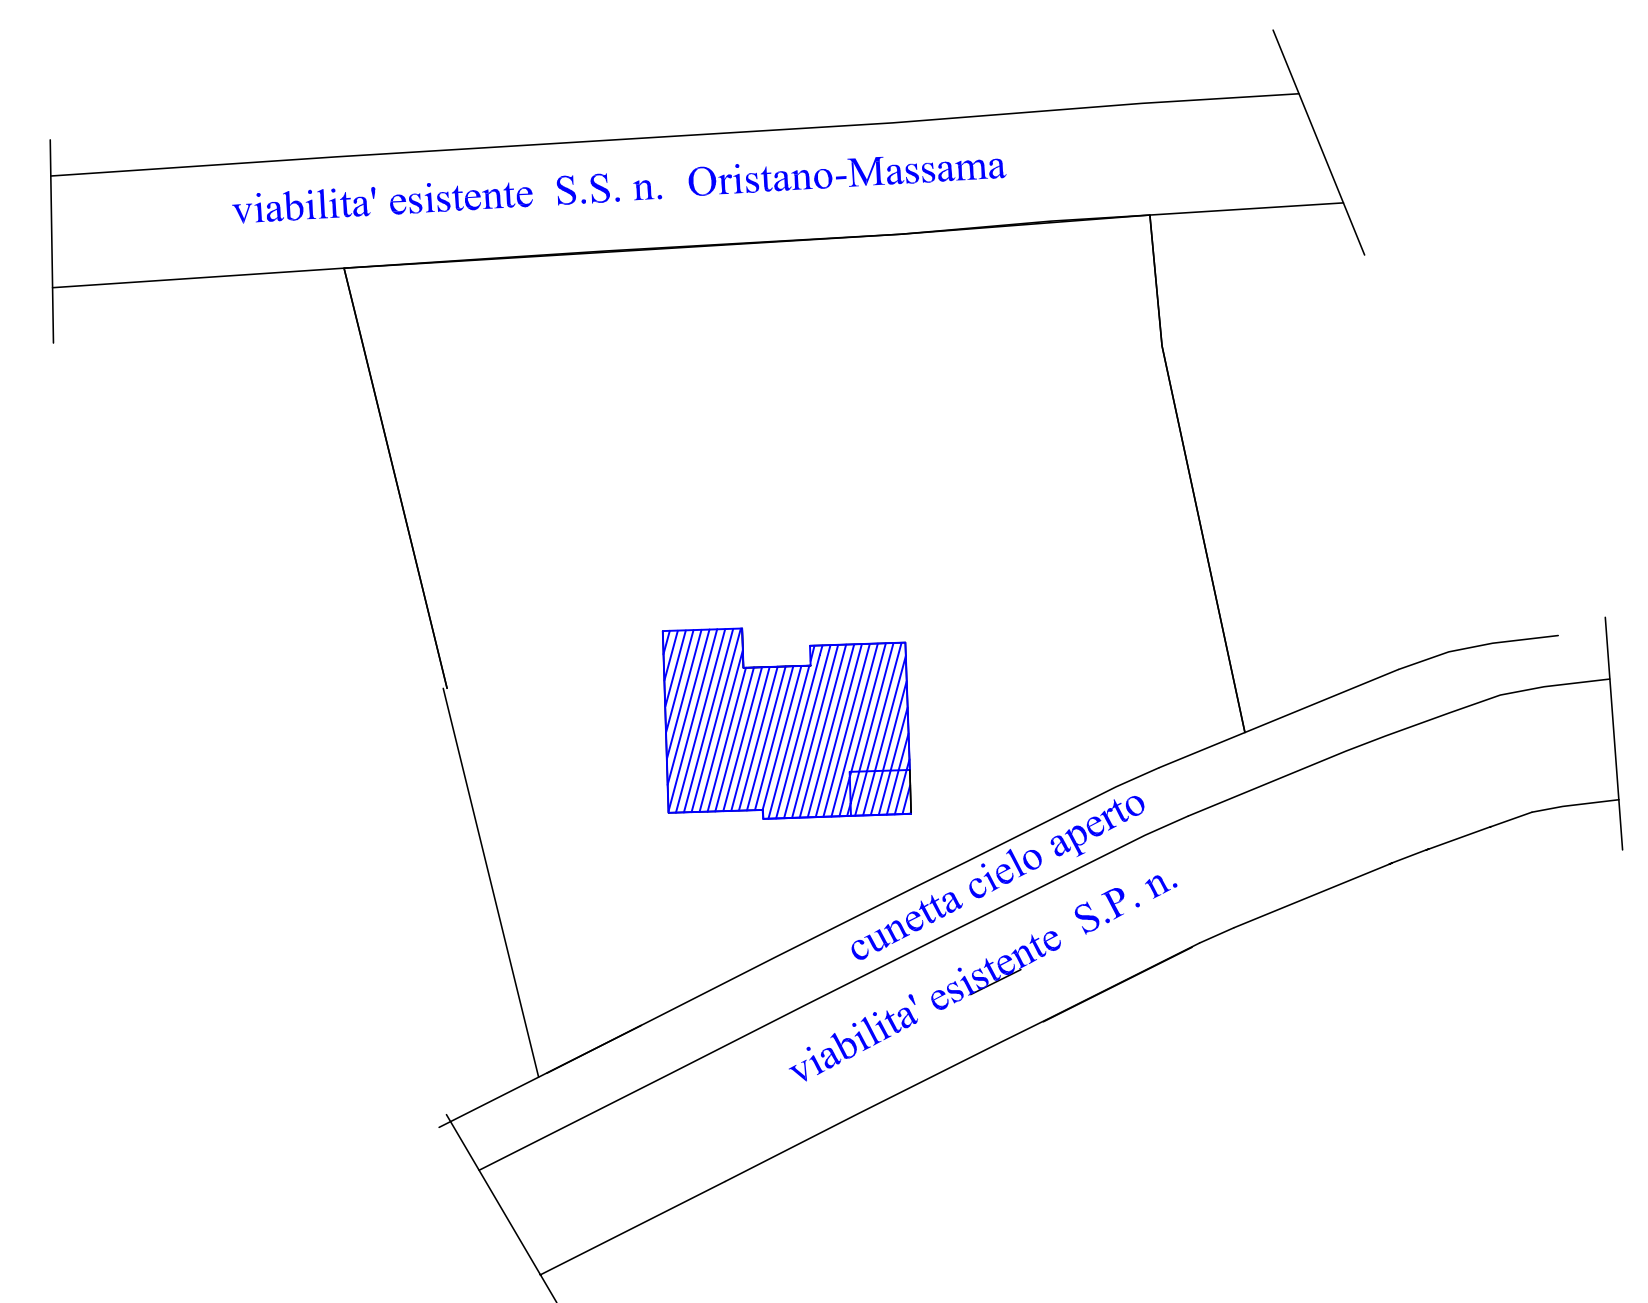 viabilita' esistente S.S. n. Oristano-Massama
cunetta cielo aperto
viabilita' esistente S.P. n.